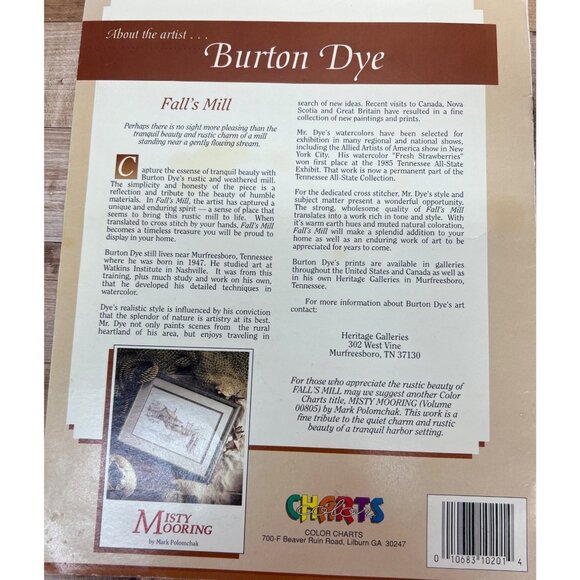 About the artist . . .
Burton Dye
Fall's Mill
Perhaps there is no sight more pleasing than the
tranquil beauty and rustic charm of a mill
standing near a gently flowing stream.
Capture the essence of tranquil beauty with
Burton Dye's rustic and weathered mill.
The simplicity and honesty of the piece is a
reflection and tribute to the beauty of humble
materials. In Fall's Mill, the artist has captured a
unique and enduring spirit — a sense of place that
seems to bring this rustic mill to life. When
translated to cross stitch by your hands, Fall's Mill
becomes a timeless treasure you will be proud to
display in your home.
Burton Dye still lives near Murfreesboro, Tennessee
where he was born in 1947. He studied art at
Watkins Institute in Nashville. It was from this
training, plus much study and work on his own,
that he developed his detailed techniques in
watercolor.
Dye's realistic style is influenced by his conviction
that the splendor of nature is artistry at its best.
Mr. Dye not only paints scenes from the rural
heartland of his area, but enjoys traveling in
search of new ideas. Recent visits to Canada, Nova
Scotia and Great Britain have resulted in a fine
collection of new paintings and prints.
Mr. Dye's watercolors have been selected for
exhibition in many regional and national shows,
including the Allied Artists of America show in New
York City. His watercolor "Fresh Strawberries"
won first place at the 1985 Tennessee All-State
Exhibit. That work is now a permanent part of the
Tennessee All-State Collection.
For the dedicated cross stitcher, Mr. Dye's style and
subject matter present a wonderful opportunity.
The strong, wholesome quality of Fall's Mill
translates into a work rich in tone and style. With
it's warm earth hues and muted natural coloration,
Fall's Mill will make a splendid addition to your
home as well as an enduring work of art to be
appreciated for years to come.
Burton Dye's prints are available in galleries
throughout the United States and Canada as well as
in his own Heritage Galleries in Murfreesboro,
Tennessee.
For more information about Burton Dye's art
contact:
Heritage Galleries
302 West Vine
Murfreesboro, TN 37130
For those who appreciate the rustic beauty of
FALL'S MILL may we suggest another Color
Charts title, MISTY MOORING (Volume
00805) by Mark Polomchak. This work is a
fine tribute to the quiet charm and rustic
beauty of a tranquil harbor setting.
MISTY
MOORING
by Mark Polomchak
CHARTS
color
COLOR CHARTS
700-F Beaver Ruin Road, Lilburn GA 30247
0 10683 10201 4